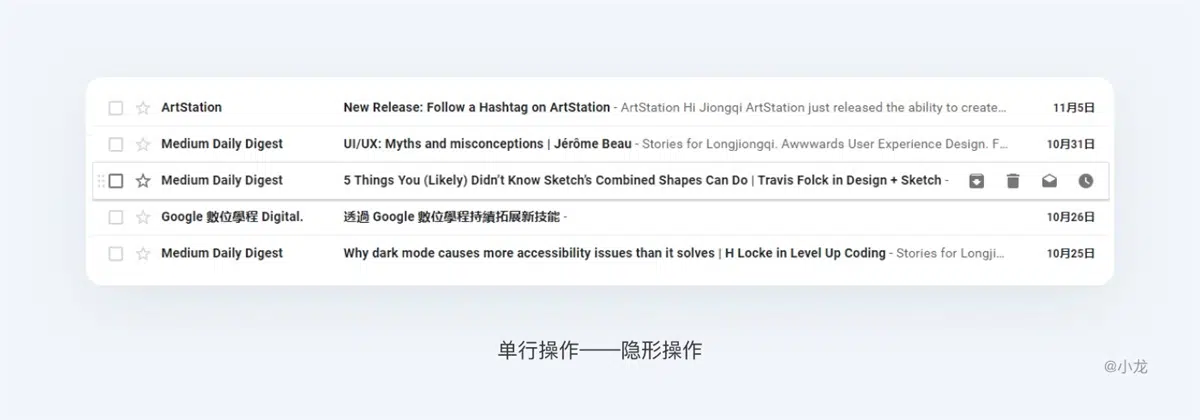 ArtStation New Release: Follow a Hashtag on ArtStation - ArtStation Hi Jiongqi ArtStation just released the ability to create… 11月5日
Medium Daily Digest UI/UX: Myths and misconceptions | Jérôme Beau - Stories for Longjiongqi. Awwwards User Experience Design. F… 10月31日
Medium Daily Digest 5 Things You (Likely) Didn't Know Sketch's Combined Shapes Can Do | Travis Folck in Design + Sketch -
Google 數位學程 Digital. 透過 Google 數位學程持續拓展新技能 - 10月26日
Medium Daily Digest Why dark mode causes more accessibility issues than it solves | H Locke in Level Up Coding - Stories for Longji… 10月25日
单行操作——隐形操作
@小龙